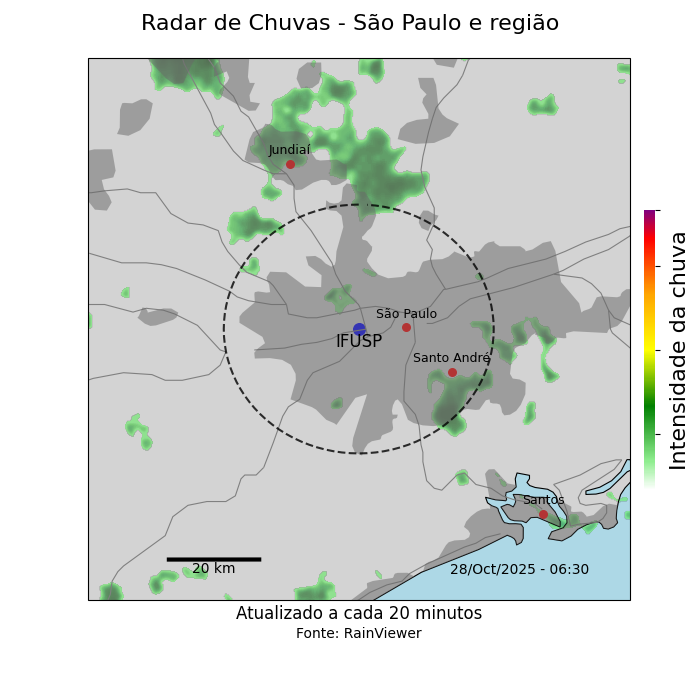 Radar de Chuvas - São Paulo e região
Jundiaí
São Paulo
IFUSP
Santo André
Santos
20 km
28/Oct/2025 - 06:30
Intensidade da chuva
Atualizado a cada 20 minutos
Fonte: RainViewer